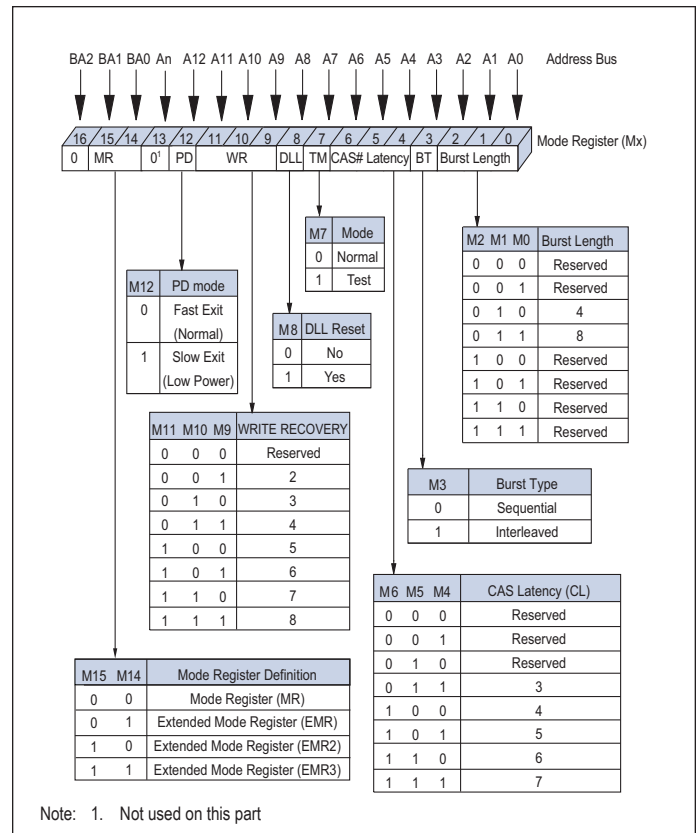 BA2 BA1 BA0 An A12 A11 A10 A9 A8 A7 A6 A5 A4 A3 A2 A1 A0 Address Bus
16 15 14 13 12 11 10 9 8 7 6 5 4 3 2 1 0 Mode Register (Mx)
0 MR 0¹ PD WR DLL TM CAS# Latency BT Burst Length
M7 Mode
0 Normal
1 Test
M2 M1 M0 Burst Length
0 0 0 Reserved
0 0 1 Reserved
0 1 0 4
0 1 1 8
1 0 0 Reserved
1 0 1 Reserved
1 1 0 Reserved
1 1 1 Reserved
M12 PD mode
0 Fast Exit
(Normal)
1 Slow Exit
(Low Power)
M8 DLL Reset
0 No
1 Yes
M11 M10 M9 WRITE RECOVERY
0 0 0 Reserved
0 0 1 2
0 1 0 3
0 1 1 4
1 0 0 5
1 0 1 6
1 1 0 7
1 1 1 8
M3 Burst Type
0 Sequential
1 Interleaved
M6 M5 M4 CAS Latency (CL)
0 0 0 Reserved
0 0 1 Reserved
0 1 0 Reserved
0 1 1 3
1 0 0 4
1 0 1 5
1 1 0 6
1 1 1 7
M15 M14 Mode Register Definition
0 0 Mode Register (MR)
0 1 Extended Mode Register (EMR)
1 0 Extended Mode Register (EMR2)
1 1 Extended Mode Register (EMR3)
Note: 1. Not used on this part